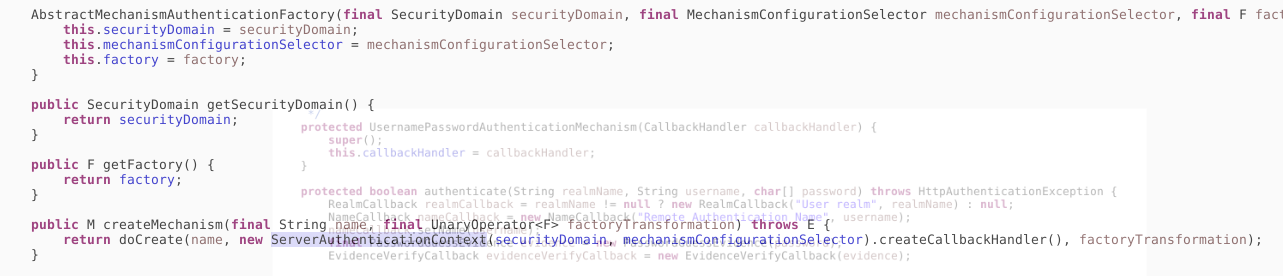 AbstractMechanismAuthenticationFactory(final SecurityDomain securityDomain, final MechanismConfigurationSelector mechanismConfigurationSelector, final F fact
this.securityDomain = securityDomain;
this.mechanismConfigurationSelector = mechanismConfigurationSelector;
this.factory = factory;
}
public SecurityDomain getSecurityDomain() {
return securityDomain;
}
public F getFactory() {
return factory;
}
public M createMechanism(final String name, final UnaryOperator<F> factoryTransformation) throws E {
return doCreate(name, new ServerAuthenticationContext(securityDomain, mechanismConfigurationSelector).createCallbackHandler(), factoryTransformation);
}
*/
protected UsernamePasswordAuthenticationMechanism(CallbackHandler callbackHandler) {
super();
this.callbackHandler = callbackHandler;
}
protected boolean authenticate(String realmName, String username, char[] password) throws HttpAuthenticationException {
RealmCallback realmCallback = realmName != null ? new RealmCallback("User realm", realmName) : null;
NameCallback nameCallback = new NameCallback("Remote Authentication Name", username);
EvidenceVerifyCallback evidenceVerifyCallback = new EvidenceVerifyCallback(evidence);